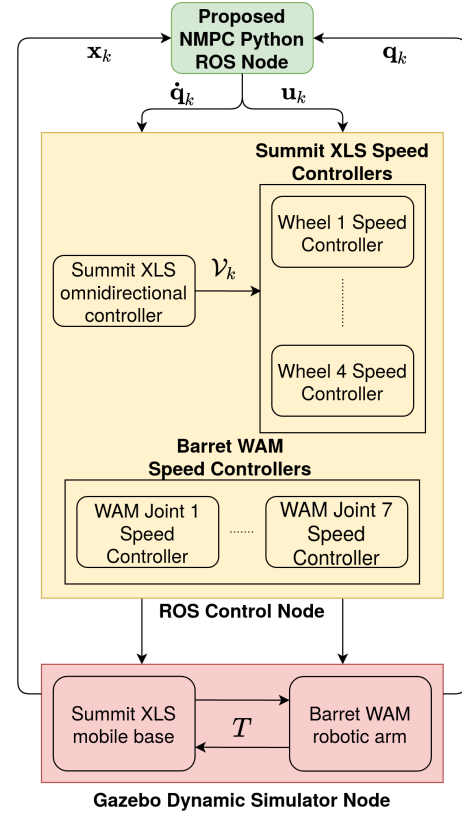 Proposed
NMPC Python
ROS Node
x_k
q_k
q̇_k
u_k
Summit XLS Speed
Controllers
Wheel 1 Speed
Controller
Summit XLS
omnidirectional
controller
𝒱_k
Wheel 4 Speed
Controller
Barret WAM
Speed Controllers
WAM Joint 1
Speed
Controller
WAM Joint 7
Speed
Controller
ROS Control Node
Summit XLS
mobile base
T
Barret WAM
robotic arm
Gazebo Dynamic Simulator Node